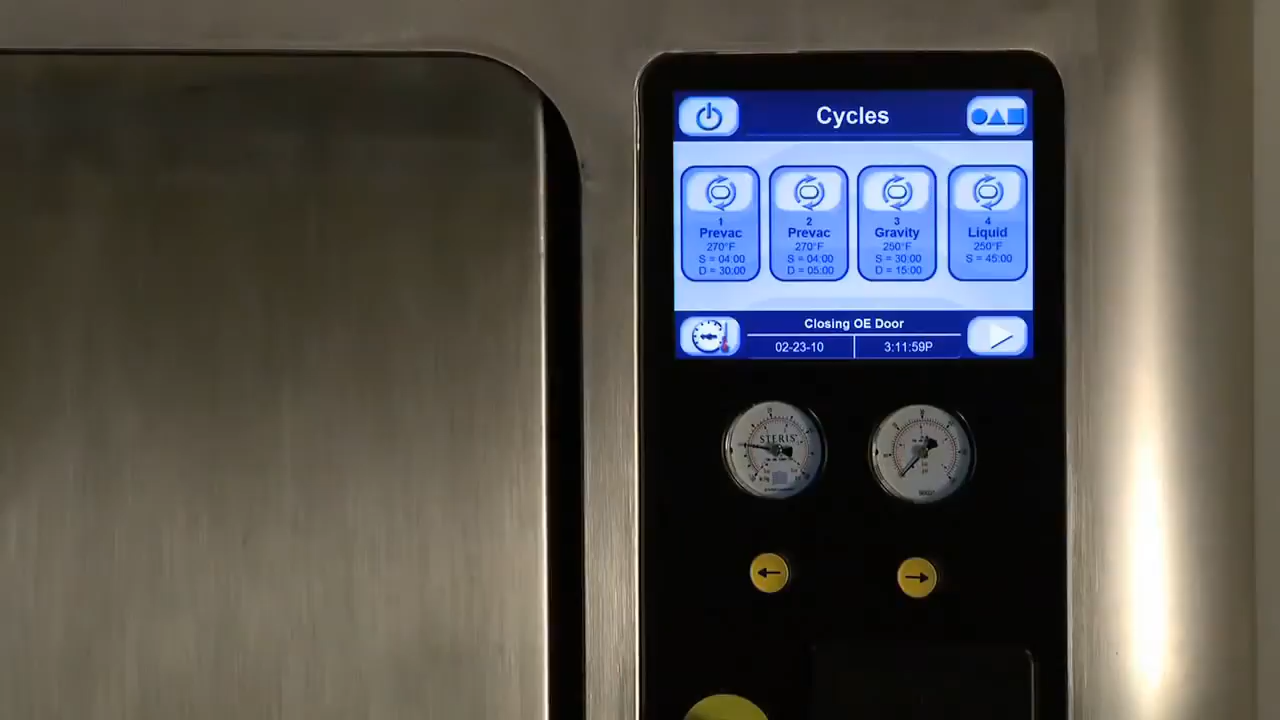 Cycles
1
Prevac
270°F
S = 04:00
D = 30:00
2
Prevac
270°F
S = 04:00
D = 05:00
3
Gravity
250°F
S = 30:00
D = 15:00
4
Liquid
250°F
S = 45:00
Closing OE Door
02-23-10
3:11:59P
STERIS